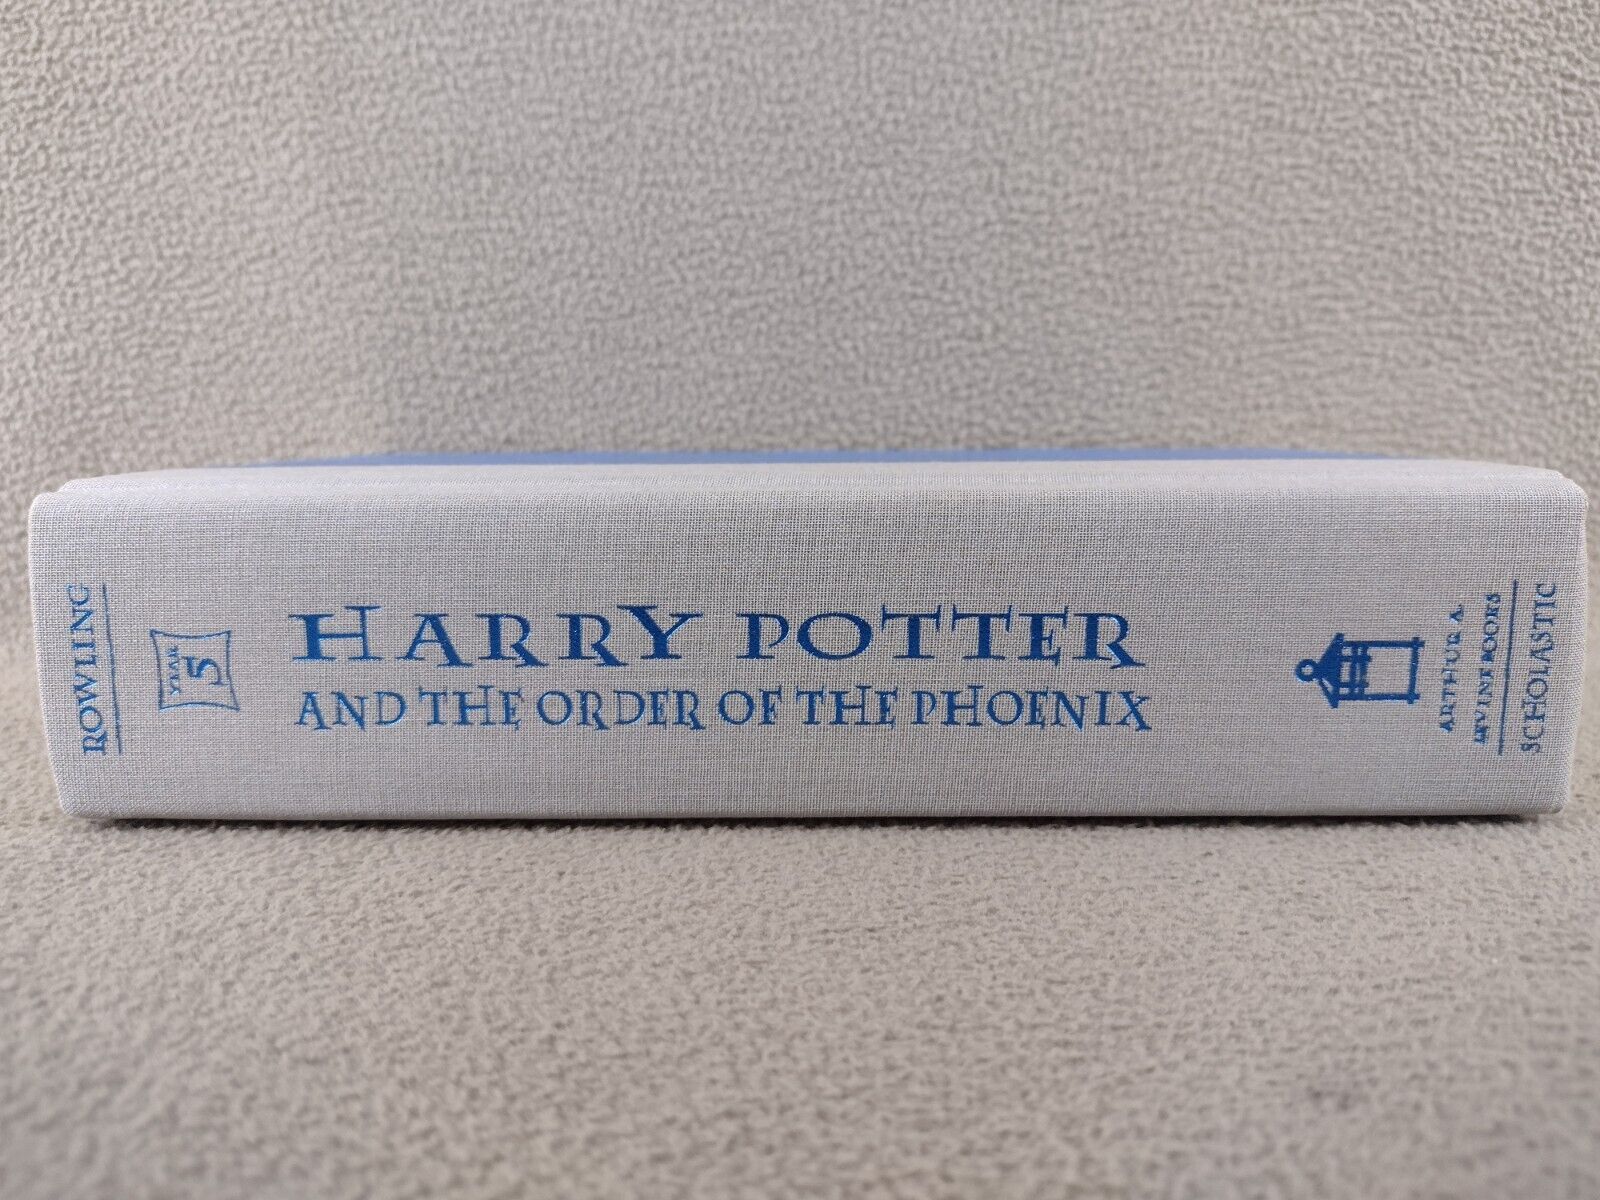 ROWLING
YEAR
5
HARRY POTTER
AND THE ORDER OF THE PHOENIX
ARTHUR A.
LEVINE BOOKS
SCHOLASTIC